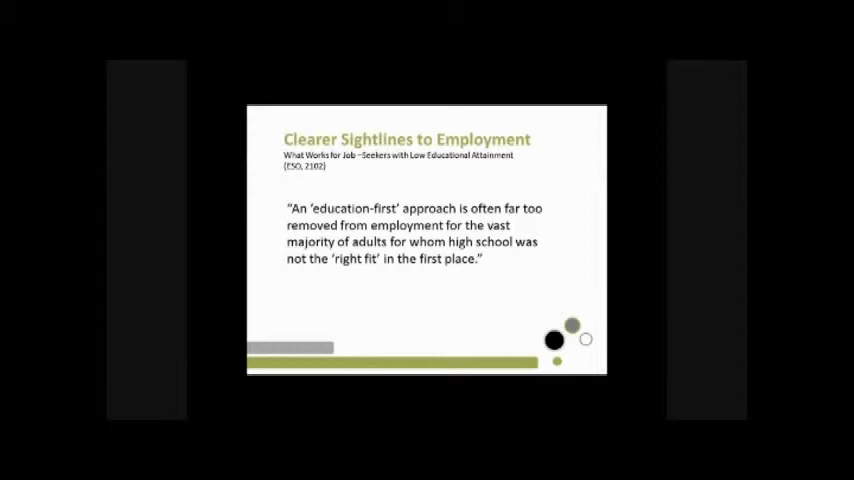 Clearer Sightlines to Employment
What Works for Job –Seekers with Low Educational Attainment
(ESO, 2102)
“An ‘education-first’ approach is often far too
removed from employment for the vast
majority of adults for whom high school was
not the ‘right fit’ in the first place.”